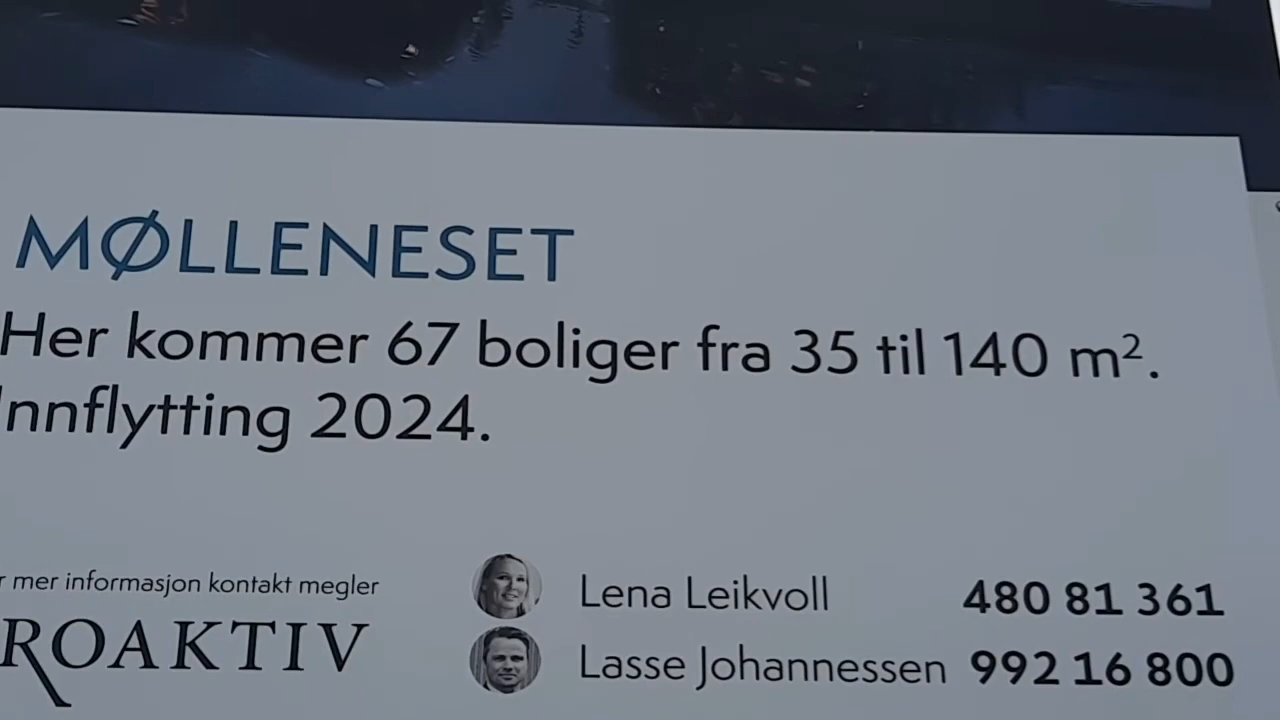 MØLLENESET
Her kommer 67 boliger fra 35 til 140 m².
Innflytting 2024.
mer informasjon kontakt megler
ROAKTIV
Lena Leikvoll 480 81 361
Lasse Johannessen 992 16 800